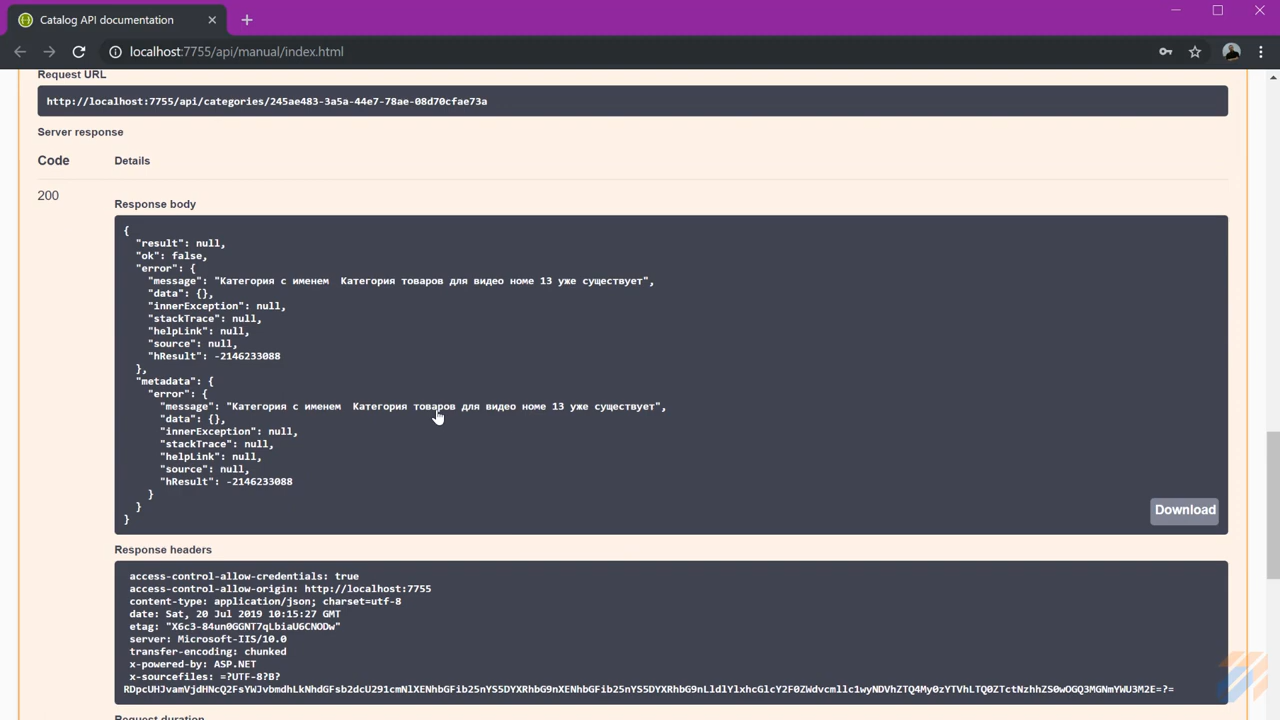 Catalog API documentation
localhost:7755/api/manual/index.html
Request URL
http://localhost:7755/api/categories/245ae483-3a5a-44e7-78ae-08d70cfae73a
Server response
Code Details
200
Response body
{
"result": null,
"ok": false,
"error": {
"message": "Категория с именем  Категория товаров для видео номе 13 уже существует",
"data": {},
"innerException": null,
"stackTrace": null,
"helpLink": null,
"source": null,
"hResult": -2146233088
},
"metadata": {
"error": {
"message": "Категория с именем  Категория товаров для видео номе 13 уже существует",
"data": {},
"innerException": null,
"stackTrace": null,
"helpLink": null,
"source": null,
"hResult": -2146233088
}
}
}
Download
Response headers
access-control-allow-credentials: true
access-control-allow-origin: http://localhost:7755
content-type: application/json; charset=utf-8
date: Sat, 20 Jul 2019 10:15:27 GMT
etag: "X6c3-84un0GGNT7qLbiaU6CNODw"
server: Microsoft-IIS/10.0
transfer-encoding: chunked
x-powered-by: ASP.NET
x-sourcefiles: =?UTF-8?B?
Request duration